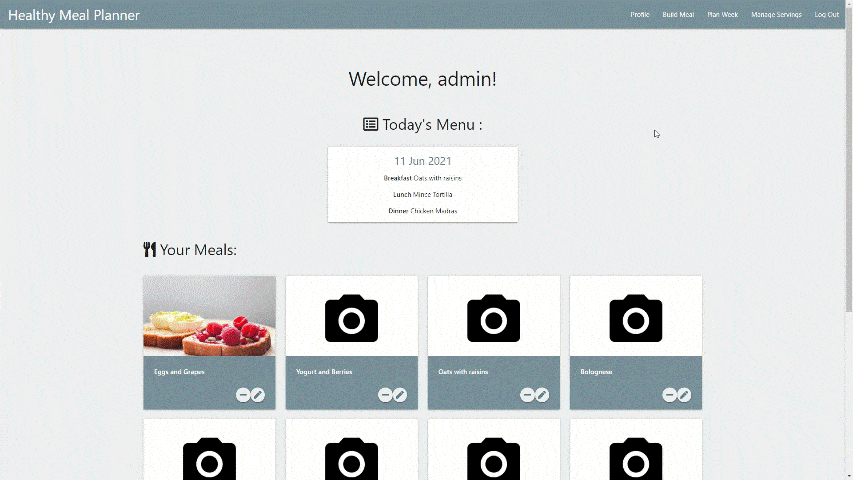 Healthy Meal Planner
Profile Build Meal Plan Week Manage Servings Log Out
Welcome, admin!
Today's Menu :
11 Jun 2021
Breakfast Oats with raisins
Lunch Mince Tortilla
Dinner Chicken Madras
Your Meals:
Eggs and Grapes
Yogurt and Berries
Oats with raisins
Bolognese